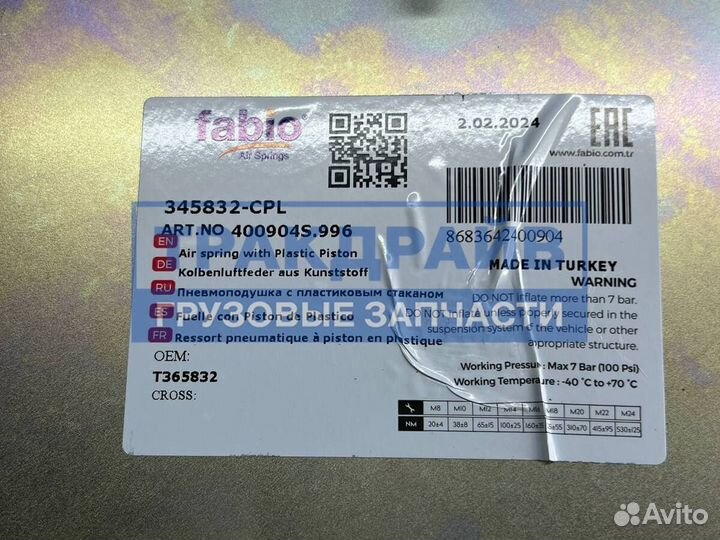 fabio®
Air Springs
2.02.2024
EAC
www.fabio.com.tr
345832-CPL
ART.NO 400904S.996
EN Air spring with Plastic Piston
DE Kolbenluftfeder aus Kunststoff
RU Пневмоподушка с пластиковым стаканом
ES Fuelle con Piston de Plastico
FR Ressort pneumatique à piston en plastique
OEM:
T365832
CROSS:
8683642400904
MADE IN TURKEY
WARNING
DO NOT inflate more than 7 bar.
DO NOT inflate unless properly secured in the
suspension system of the vehicle or other
appropriate structure.
Working Pressure: Max 7 Bar (100 Psi)
Working Temperature: -40 °C to +70 °C
M8 M10 M12 M14 M16 M18 M20 M22 M24
NM 20±4 38±8 65±15 100±25 160±35 310±70 415±95 530±125
ТРАКДРАЙВ
ГРУЗОВЫЕ ЗАПЧАСТИ
Avito